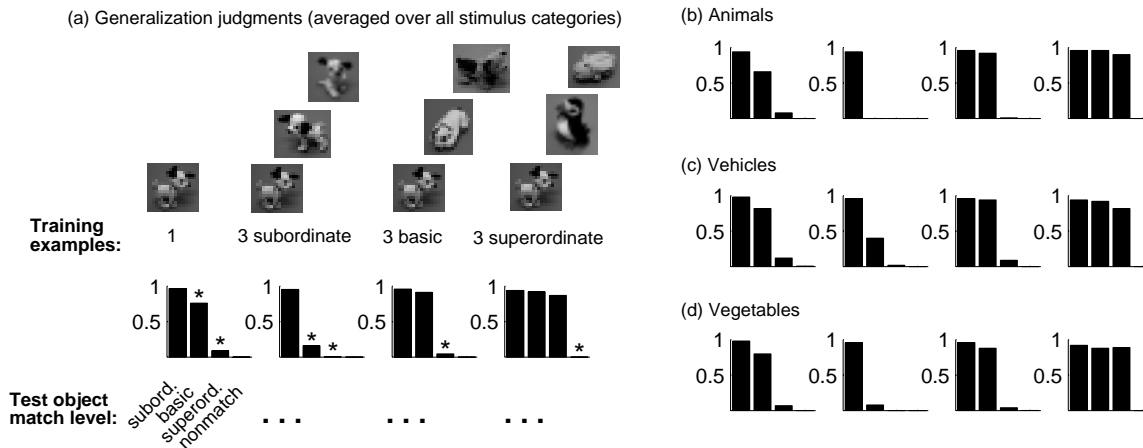 (a) Generalization judgments (averaged over all stimulus categories)
Training
examples:
1
3 subordinate
3 basic
3 superordinate
1
0.5
*
*
1
0.5
*
*
1
0.5
*
1
0.5
*
Test object
match level:
subord.
basic
superord.
nonmatch
. . .
. . .
. . .
(b) Animals
1
0.5
1
0.5
1
0.5
1
0.5
(c) Vehicles
1
0.5
1
0.5
1
0.5
1
0.5
(d) Vegetables
1
0.5
1
0.5
1
0.5
1
0.5